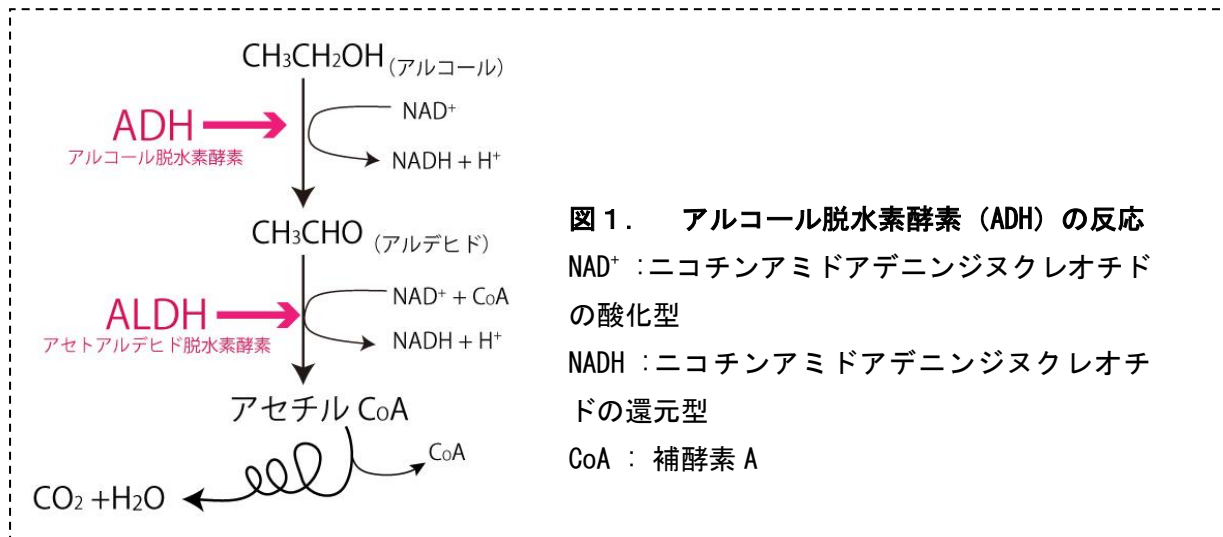 CH₃CH₂OH (アルコール)
ADH
アルコール脱水素酵素
NAD⁺
NADH + H⁺
CH₃CHO (アルデヒド)
ALDH
アセトアルデヒド脱水素酵素
NAD⁺ + CoA
NADH + H⁺
アセチル CoA
CoA
CO₂ +H₂O
図1. アルコール脱水素酵素（ADH）の反応
NAD⁺ :ニコチンアミドアデニンジヌクレオチド
の酸化型
NADH :ニコチンアミドアデニンジヌクレオチ
ドの還元型
CoA : 補酵素 A